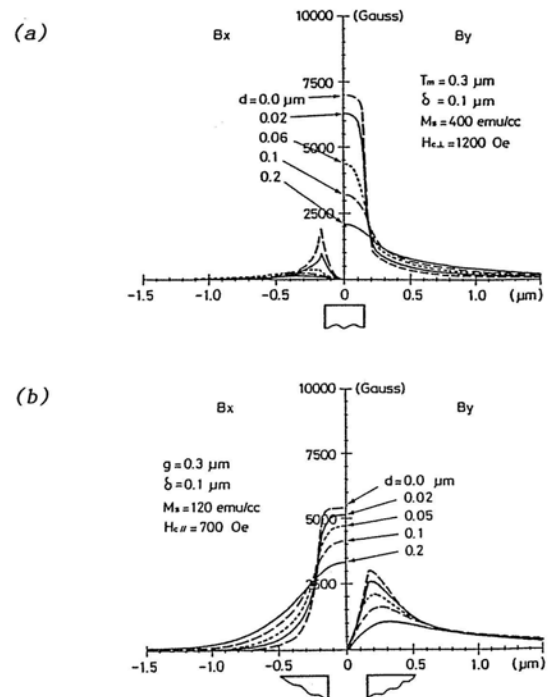 (a)
10000 (Gauss)
Bx
By
7500
Tm = 0.3 μm
δ = 0.1 μm
Ms = 400 emu/cc
Hc⊥ = 1200 Oe
d = 0.0 μm
0.02
0.06
0.1
0.2
5000
2500
-1.5 -1.0 -0.5 0 0.5 1.0 (μm)
(b)
10000 (Gauss)
Bx
By
7500
g = 0.3 μm
δ = 0.1 μm
Ms = 120 emu/cc
Hc// = 700 Oe
d = 0.0 μm
0.02
0.05
0.1
0.2
5000
2500
-1.5 -1.0 -0.5 0 0.5 1.0 (μm)